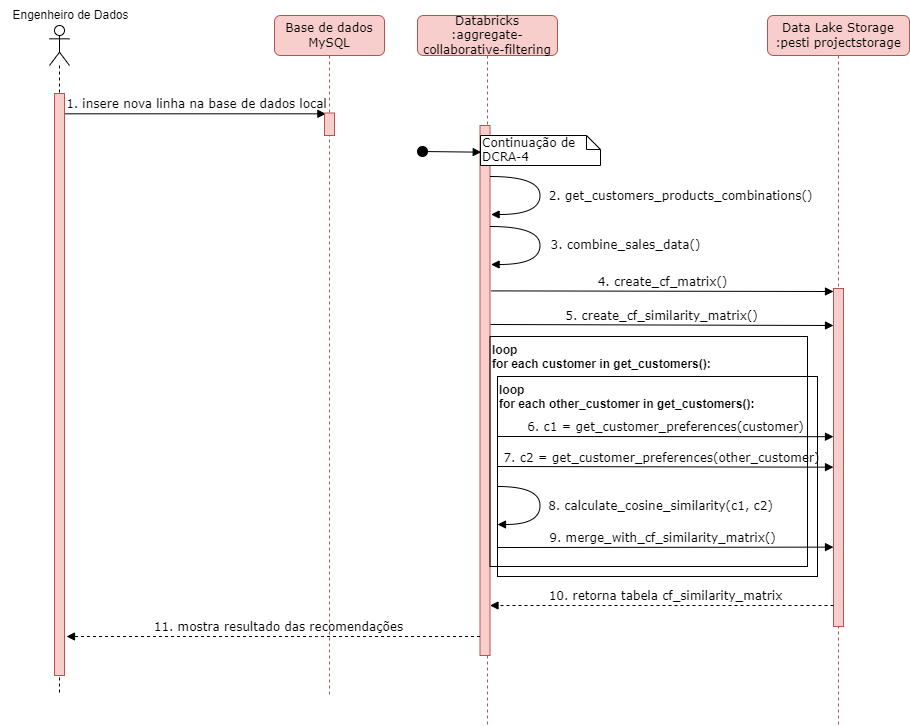 Engenheiro de Dados
Base de dados
MySQL
Databricks
:aggregate-
collaborative-filtering
Data Lake Storage
:pesti projectstorage
1. insere nova linha na base de dados local
Continuação de
DCRA-4
2. get_customers_products_combinations()
3. combine_sales_data()
4. create_cf_matrix()
5. create_cf_similarity_matrix()
loop
for each customer in get_customers():
loop
for each other_customer in get_customers():
6. c1 = get_customer_preferences(customer)
7. c2 = get_customer_preferences(other_customer)
8. calculate_cosine_similarity(c1, c2)
9. merge_with_cf_similarity_matrix()
10. retorna tabela cf_similarity_matrix
11. mostra resultado das recomendações